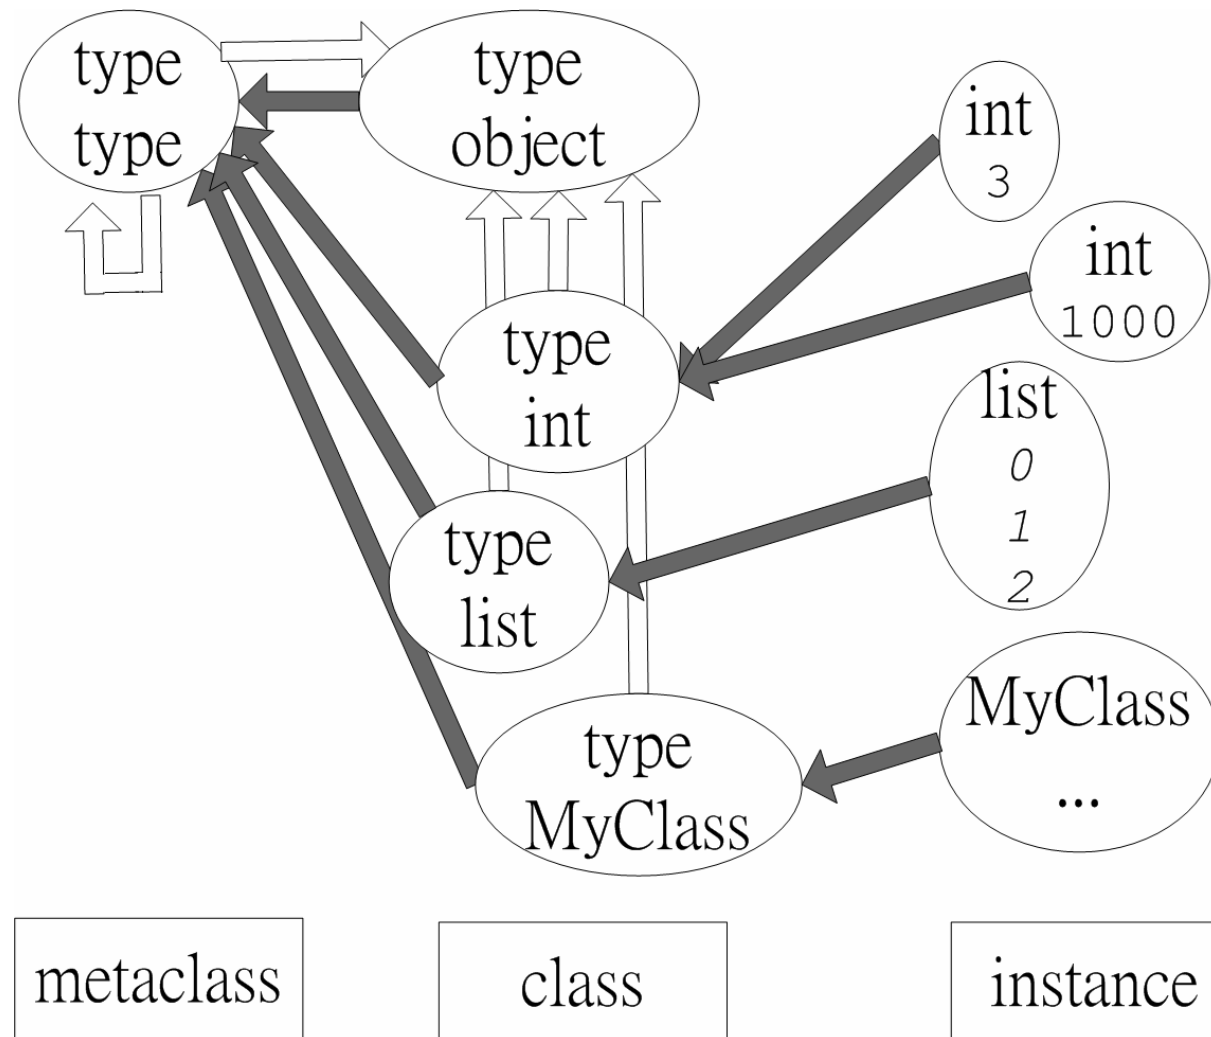 type
type
type
object
int
3
int
1000
type
int
list
0
1
2
type
list
MyClass
...
type
MyClass
metaclass
class
instance